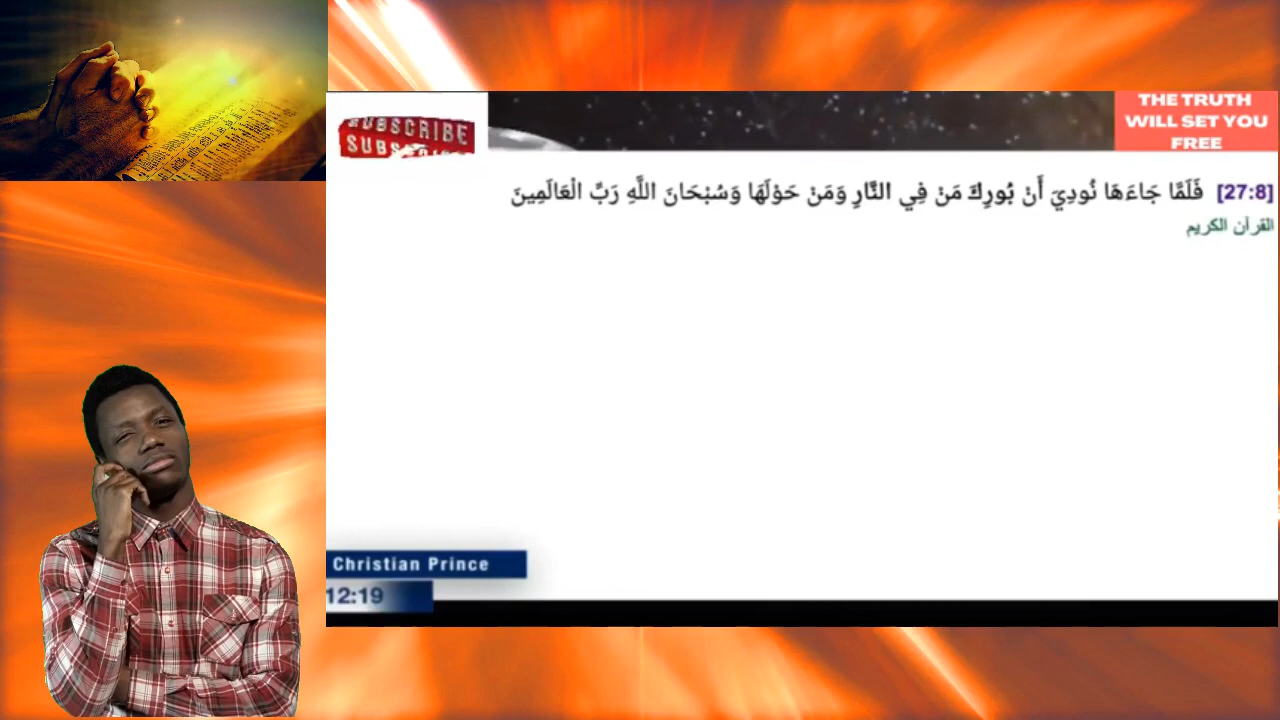 SUBSCRIBE
SUBSCRIBE
THE TRUTH
WILL SET YOU
FREE
[27:8] فَلَمَّا جَاءَهَا نُودِيَ أَنْ بُورِكَ مَنْ فِي النَّارِ وَمَنْ حَوْلَهَا وَسُبْحَانَ اللَّهِ رَبِّ الْعَالَمِينَ
القرآن الكريم
Christian Prince
12:19